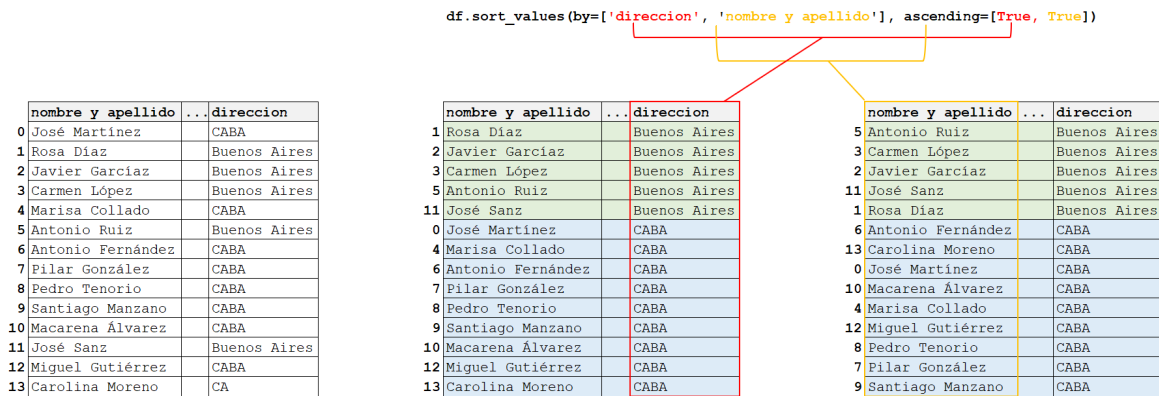 df.sort_values(by=['direccion', 'nombre y apellido'], ascending=[True, True])
nombre y apellido ... direccion
0 José Martínez CABA
1 Rosa Díaz Buenos Aires
2 Javier Garcíaz Buenos Aires
3 Carmen López Buenos Aires
4 Marisa Collado CABA
5 Antonio Ruiz Buenos Aires
6 Antonio Fernández CABA
7 Pilar González CABA
8 Pedro Tenorio CABA
9 Santiago Manzano CABA
10 Macarena Álvarez CABA
11 José Sanz Buenos Aires
12 Miguel Gutiérrez CABA
13 Carolina Moreno CA
nombre y apellido ... direccion
1 Rosa Díaz Buenos Aires
2 Javier Garcíaz Buenos Aires
3 Carmen López Buenos Aires
5 Antonio Ruiz Buenos Aires
11 José Sanz Buenos Aires
0 José Martínez CABA
4 Marisa Collado CABA
6 Antonio Fernández CABA
7 Pilar González CABA
8 Pedro Tenorio CABA
9 Santiago Manzano CABA
10 Macarena Álvarez CABA
12 Miguel Gutiérrez CABA
13 Carolina Moreno CABA
nombre y apellido ... direccion
5 Antonio Ruiz Buenos Aires
3 Carmen López Buenos Aires
2 Javier Garcíaz Buenos Aires
11 José Sanz Buenos Aires
1 Rosa Díaz Buenos Aires
6 Antonio Fernández CABA
13 Carolina Moreno CABA
0 José Martínez CABA
10 Macarena Álvarez CABA
4 Marisa Collado CABA
12 Miguel Gutiérrez CABA
8 Pedro Tenorio CABA
7 Pilar González CABA
9 Santiago Manzano CABA